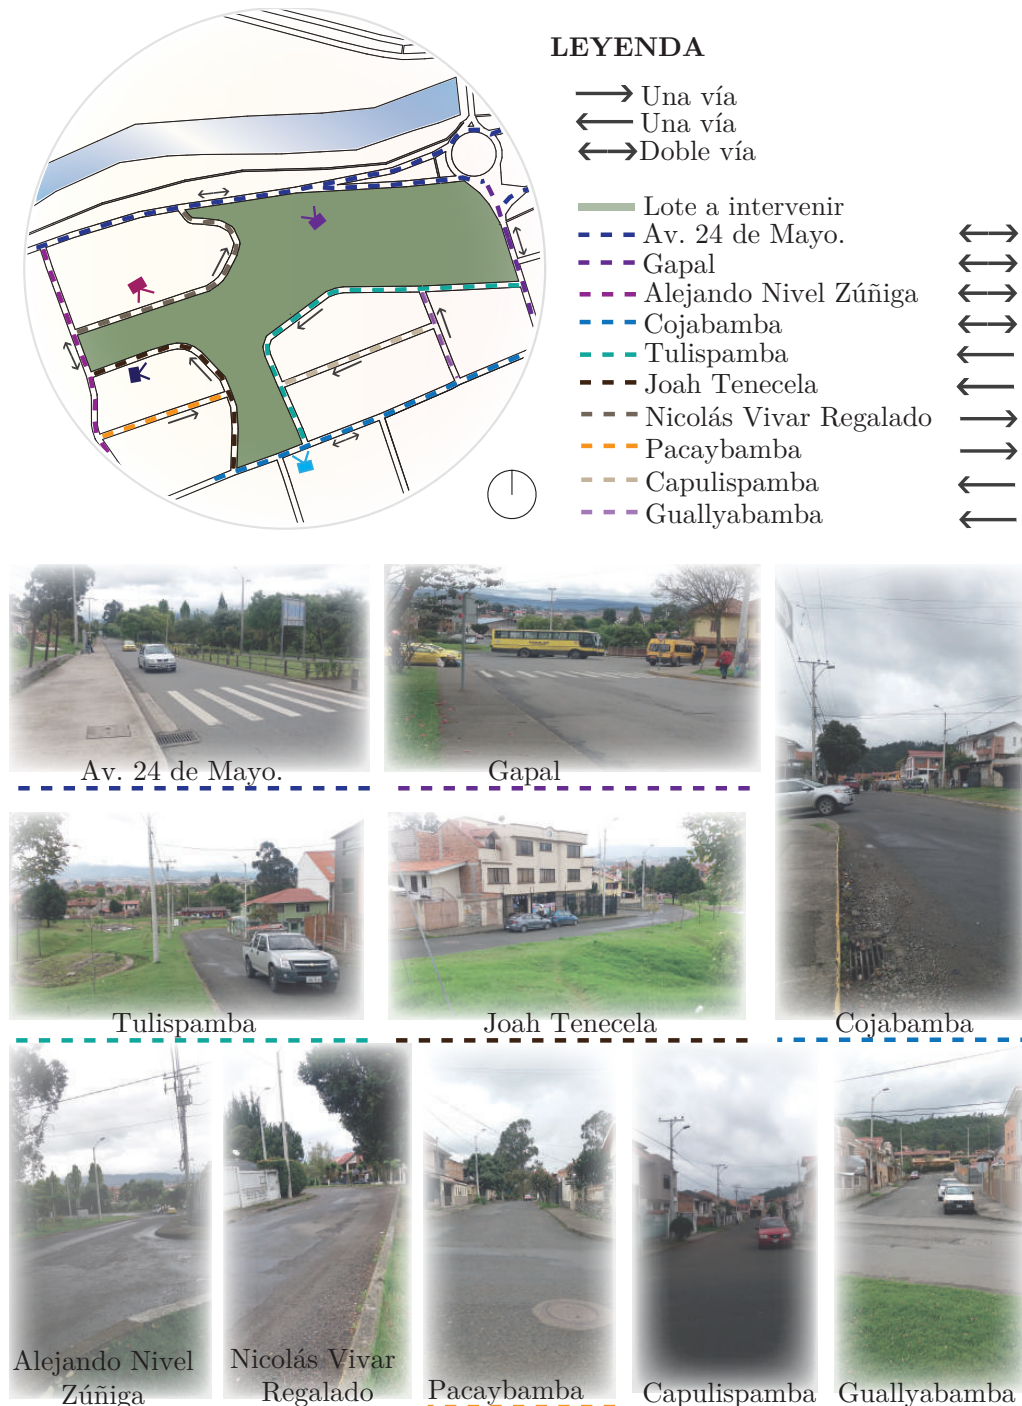 LEYENDA
Una vía
Una vía
Doble vía
Lote a intervenir
Av. 24 de Mayo.
Gapal
Alejando Nivel Zúñiga
Cojabamba
Tulispamba
Joah Tenecela
Nicolás Vivar Regalado
Pacaybamba
Capulispamba
Guallyabamba
Av. 24 de Mayo.
Gapal
Tulispamba
Joah Tenecela
Cojabamba
Alejando Nivel
Zúñiga
Nicolás Vivar
Regalado
Pacaybamba
Capulispamba
Guallyabamba